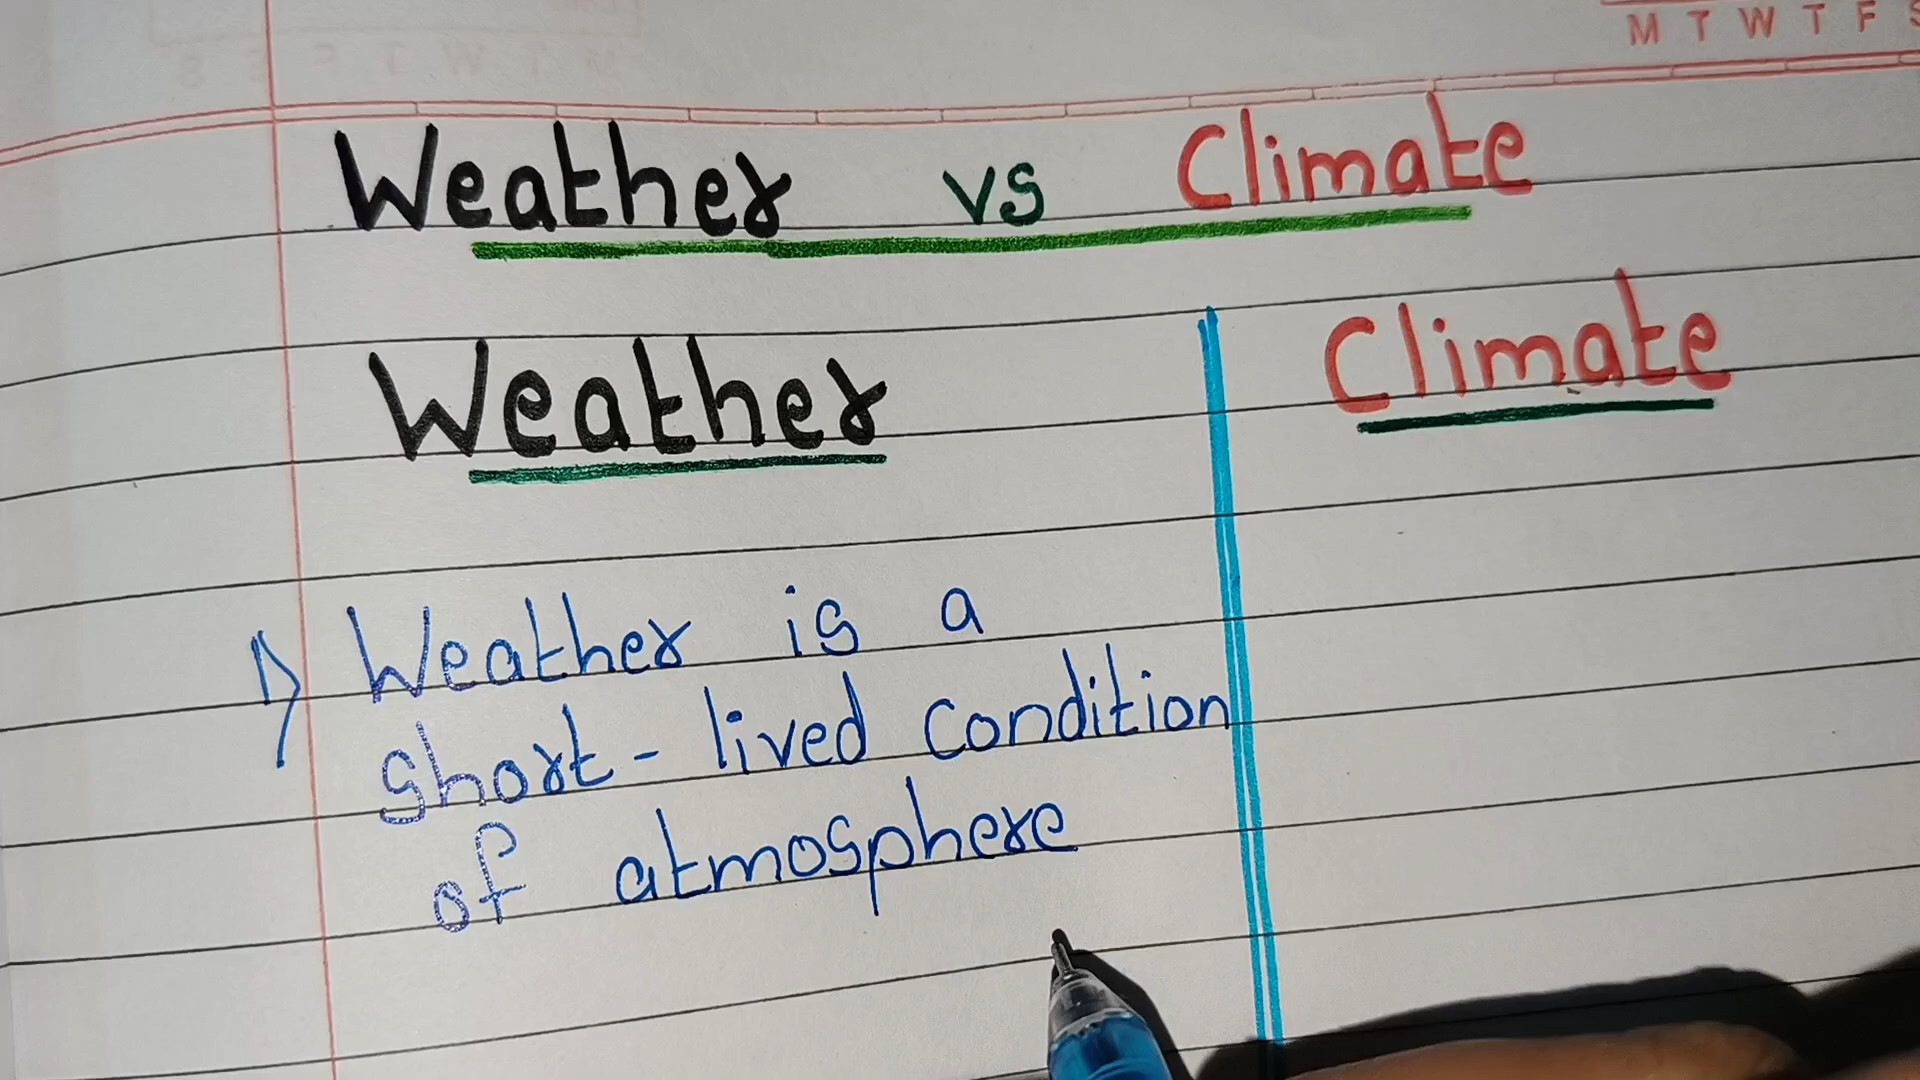 M T W T F S
Weather vs Climate
Weather
Climate
1) Weather is a
short-lived condition
of atmosphere